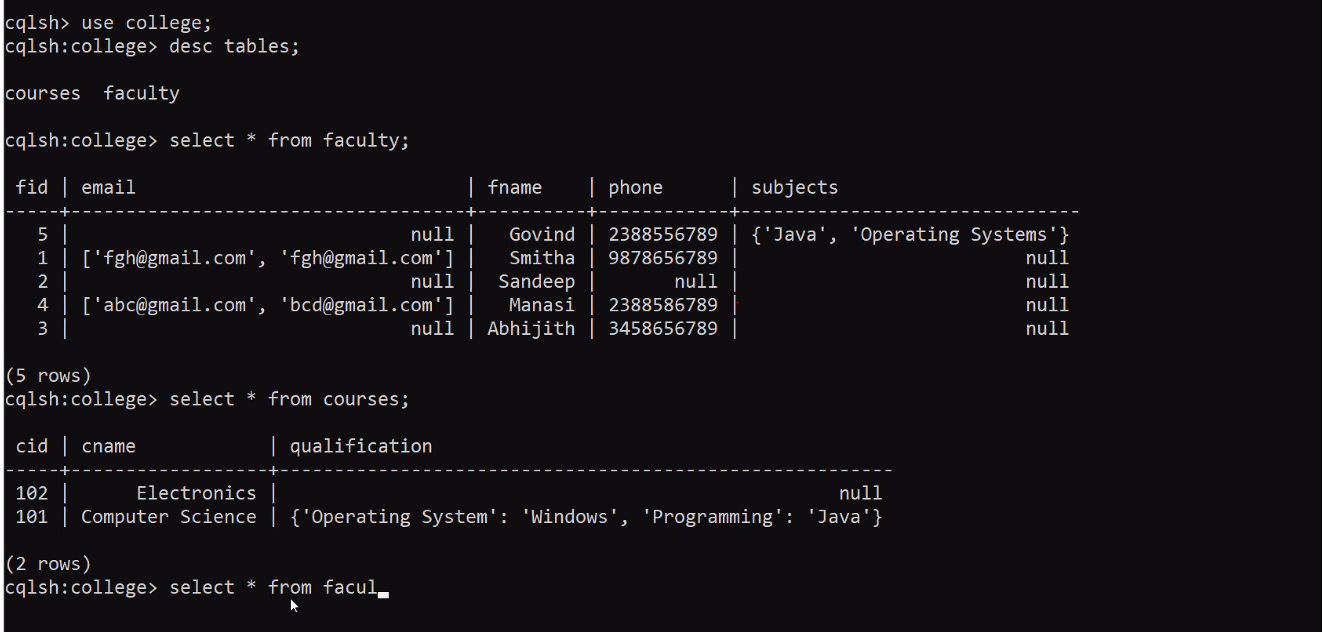 cqlsh> use college;
cqlsh:college> desc tables;
courses  faculty
cqlsh:college> select * from faculty;
 fid | email                              | fname    | phone      | subjects
-----+------------------------------------+----------+------------+-------------------------------
   5 |                               null |   Govind | 2388556789 | {'Java', 'Operating Systems'}
   1 | ['fgh@gmail.com', 'fgh@gmail.com'] |   Smitha | 9878656789 |                          null
   2 |                               null |  Sandeep |       null |                          null
   4 | ['abc@gmail.com', 'bcd@gmail.com'] |   Manasi | 2388586789 |                          null
   3 |                               null | Abhijith | 3458656789 |                          null
(5 rows)
cqlsh:college> select * from courses;
 cid | cname            | qualification
-----+------------------+--------------------------------------------------------
 102 |      Electronics |                                                   null
 101 | Computer Science | {'Operating System': 'Windows', 'Programming': 'Java'}
(2 rows)
cqlsh:college> select * from facul_